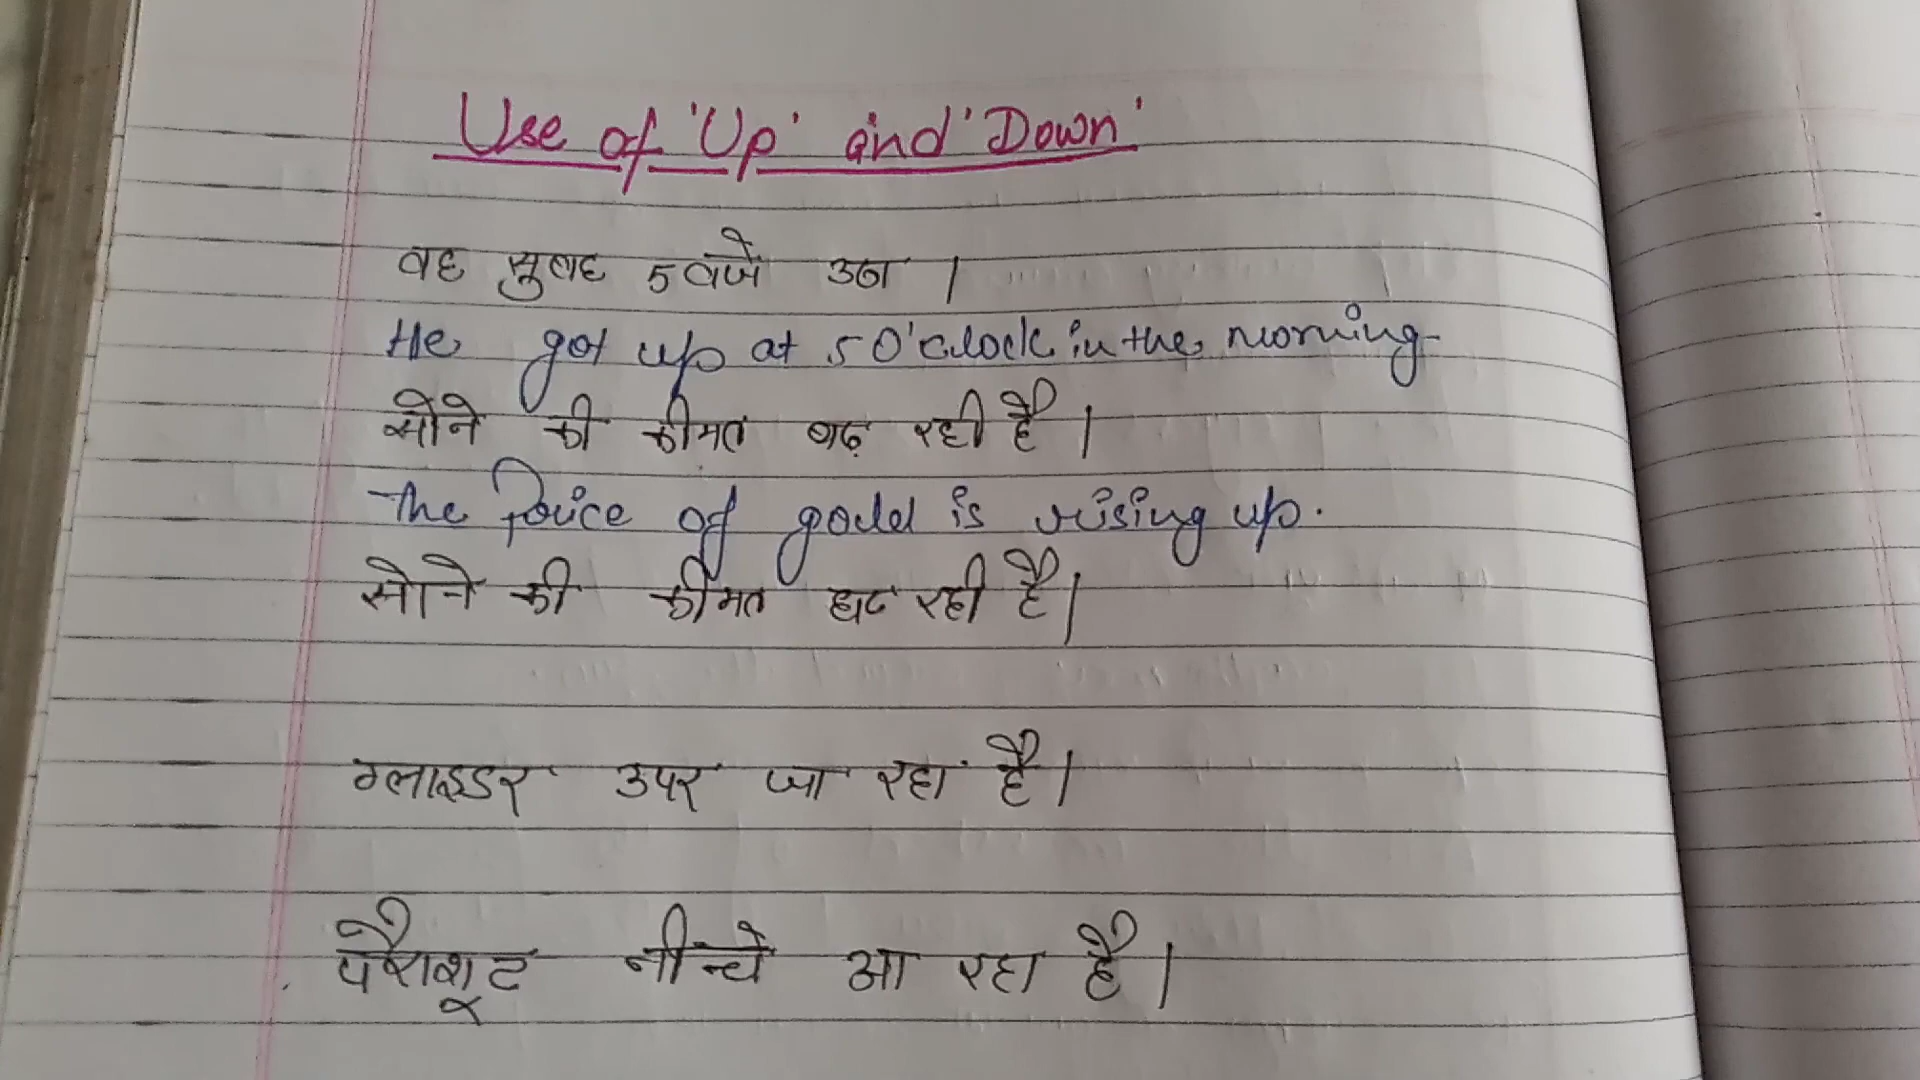 Use of 'Up' and 'Down'
वह सुबह 5 बजे उठा ।
He got up at 5 O'clock in the morning.
सोने की कीमत बढ़ रही है ।
The price of gold is rising up.
सोने की कीमत घट रही है ।
ग्लाइडर उपर जा रहा है ।
पैराशूट नीचे आ रहा है ।